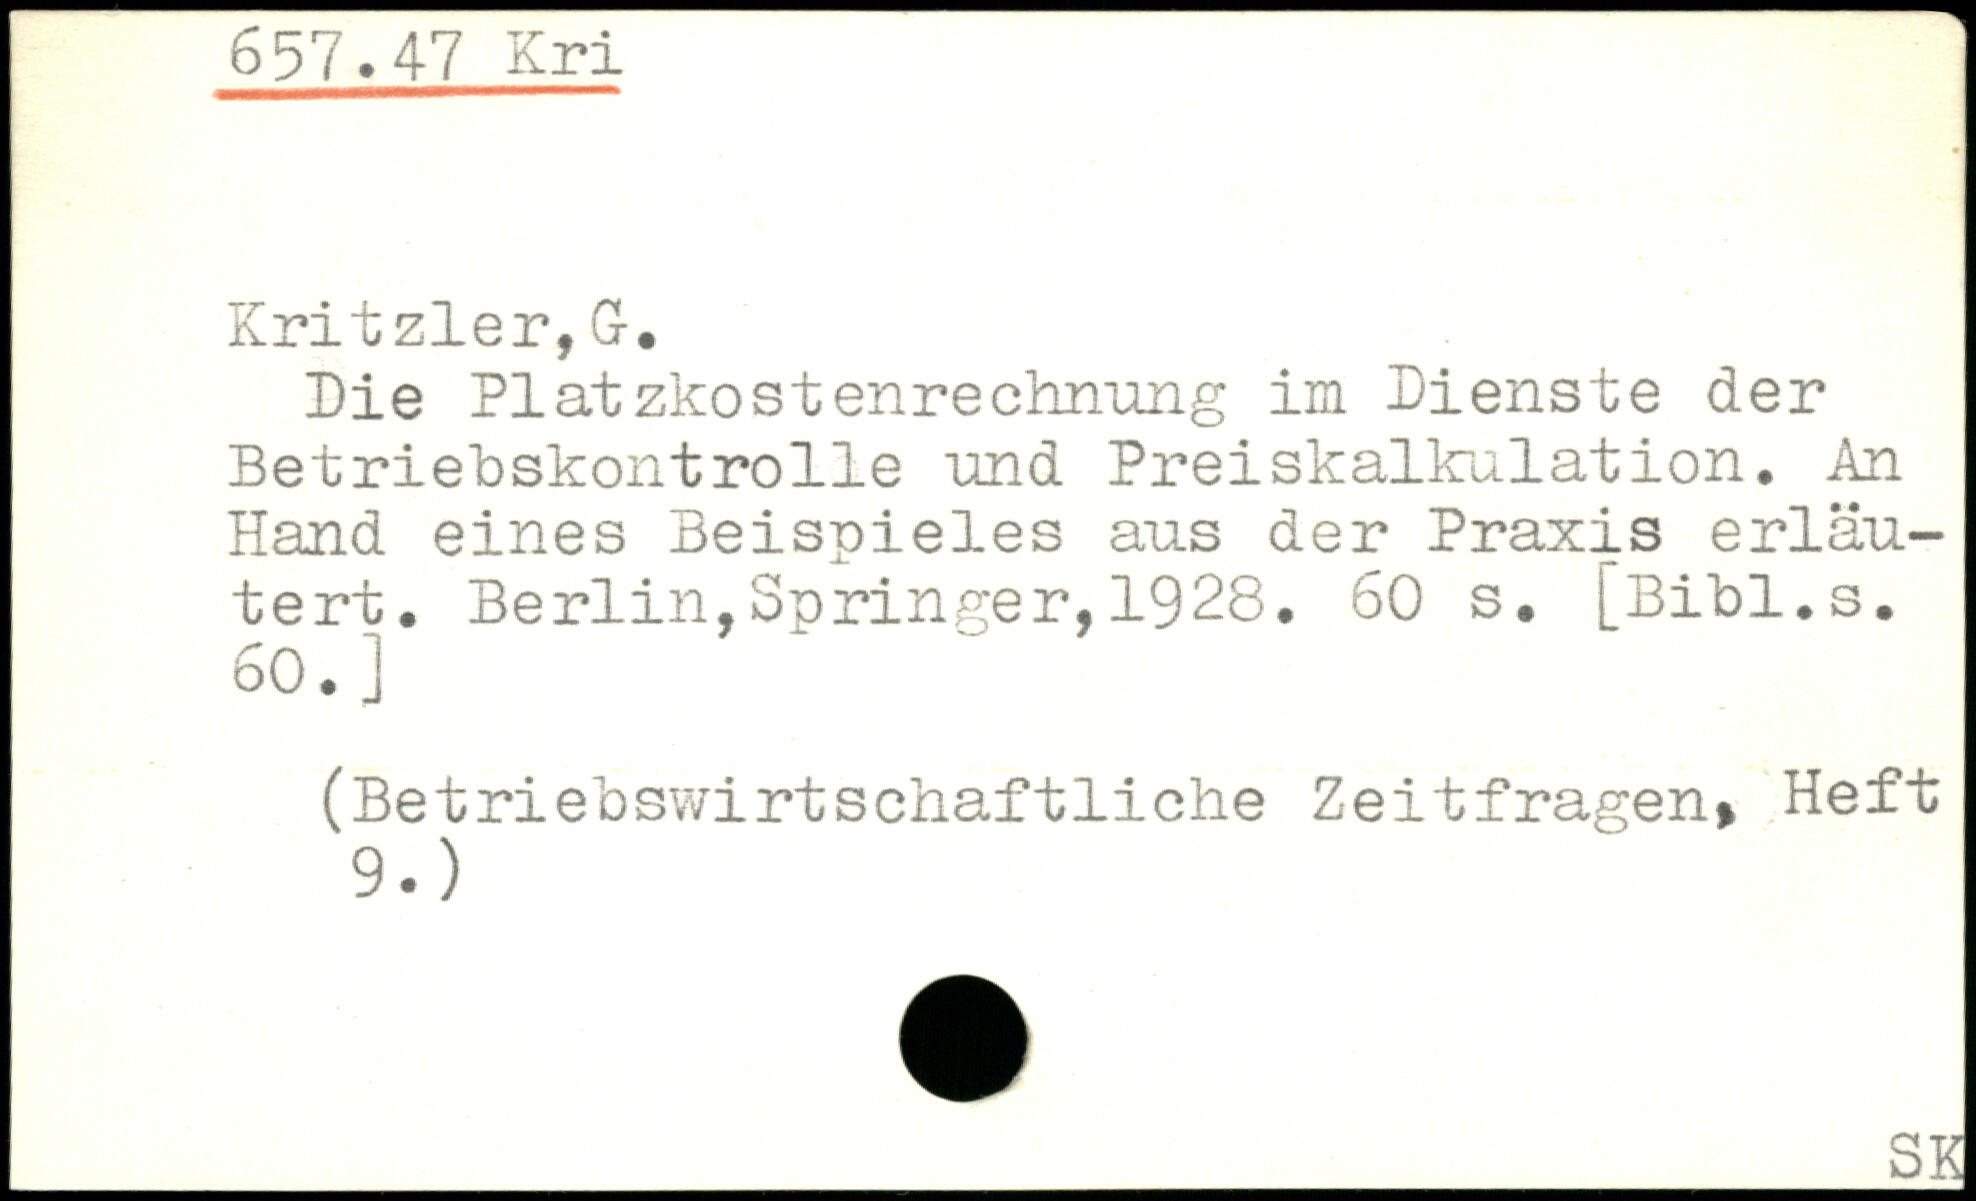 657.47 Kri
Kritzler,G.
Die Platzkostenrechnung im Dienste der
Betriebskontrolle und Preiskalkulation. An
Hand eines Beispieles aus der Praxis erläu-
tert. Berlin,Springer,1928. 60 s. [Bibl.s.
60.]
(Betriebswirtschaftliche Zeitfragen, Heft
9.)
SK